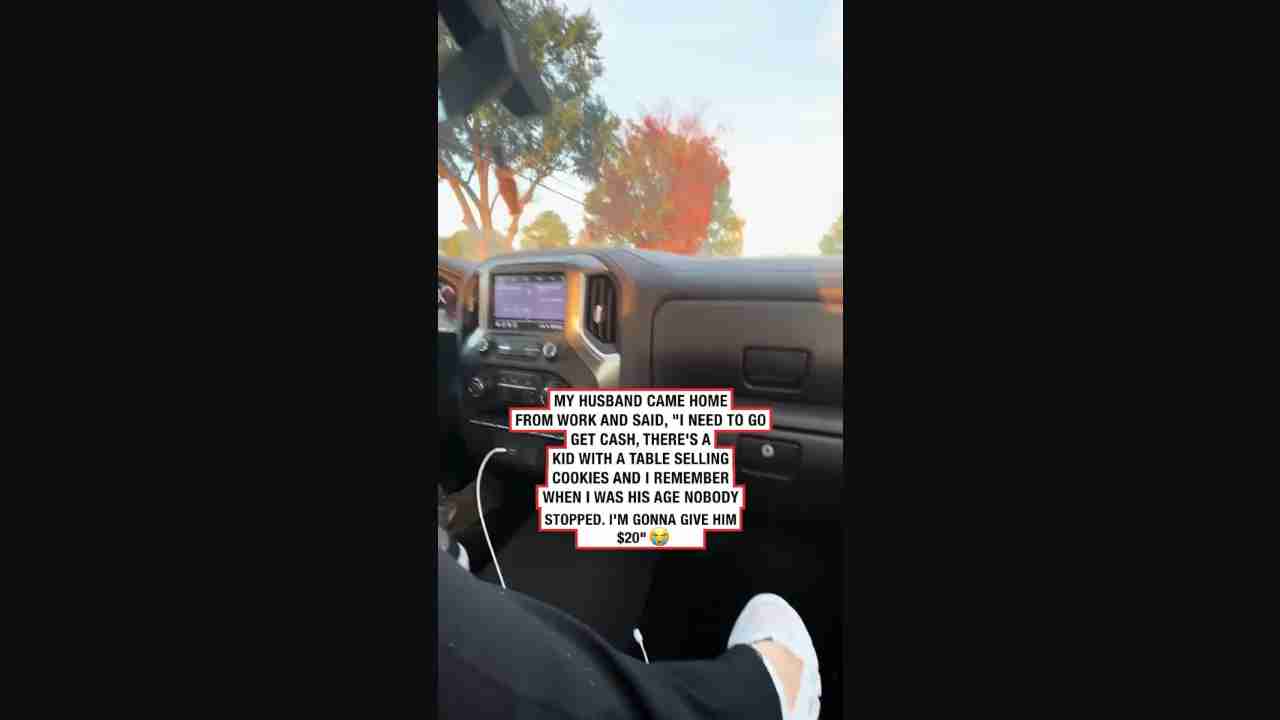 MY HUSBAND CAME HOME
FROM WORK AND SAID, "I NEED TO GO
GET CASH, THERE'S A
KID WITH A TABLE SELLING
COOKIES AND I REMEMBER
WHEN I WAS HIS AGE NOBODY
STOPPED. I'M GONNA GIVE HIM
$20" 😭